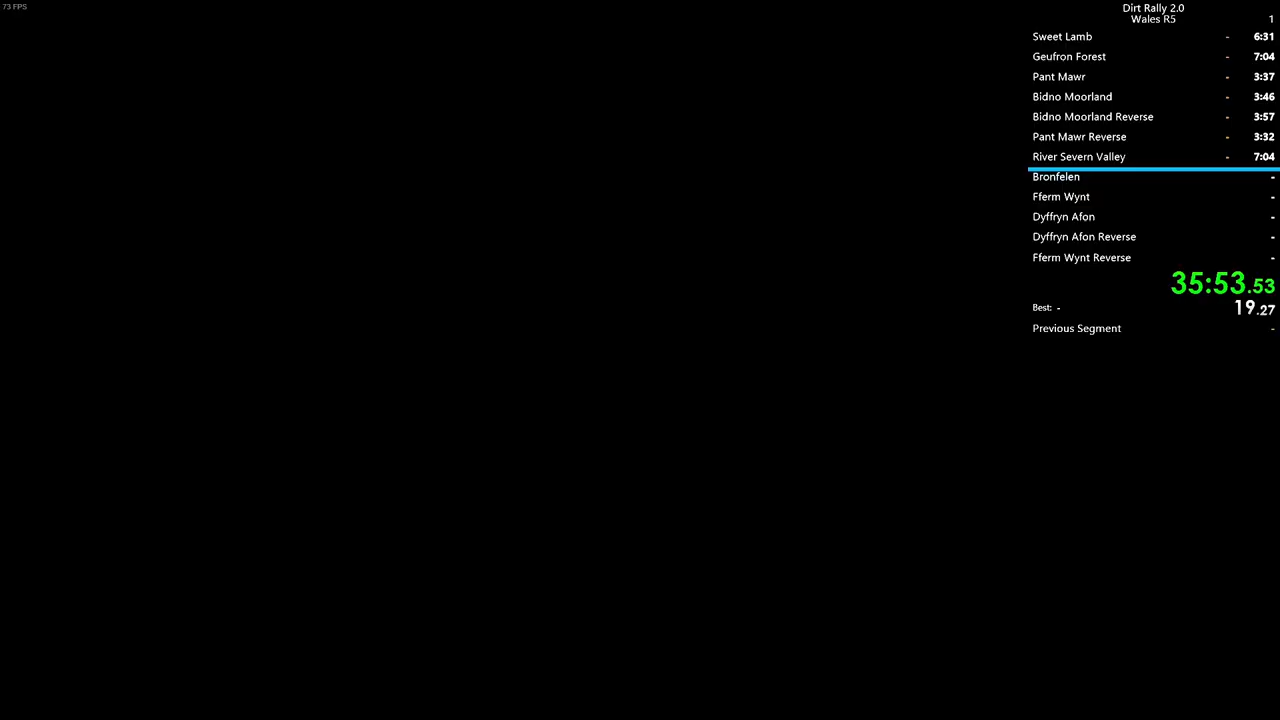 73 FPS
Dirt Rally 2.0
Wales R5 1
Sweet Lamb - 6:31
Geufron Forest - 7:04
Pant Mawr - 3:37
Bidno Moorland - 3:46
Bidno Moorland Reverse - 3:57
Pant Mawr Reverse - 3:32
River Severn Valley - 7:04
Bronfelen -
Fferm Wynt -
Dyffryn Afon -
Dyffryn Afon Reverse -
Fferm Wynt Reverse -
35:53.53
Best: - 19.27
Previous Segment -